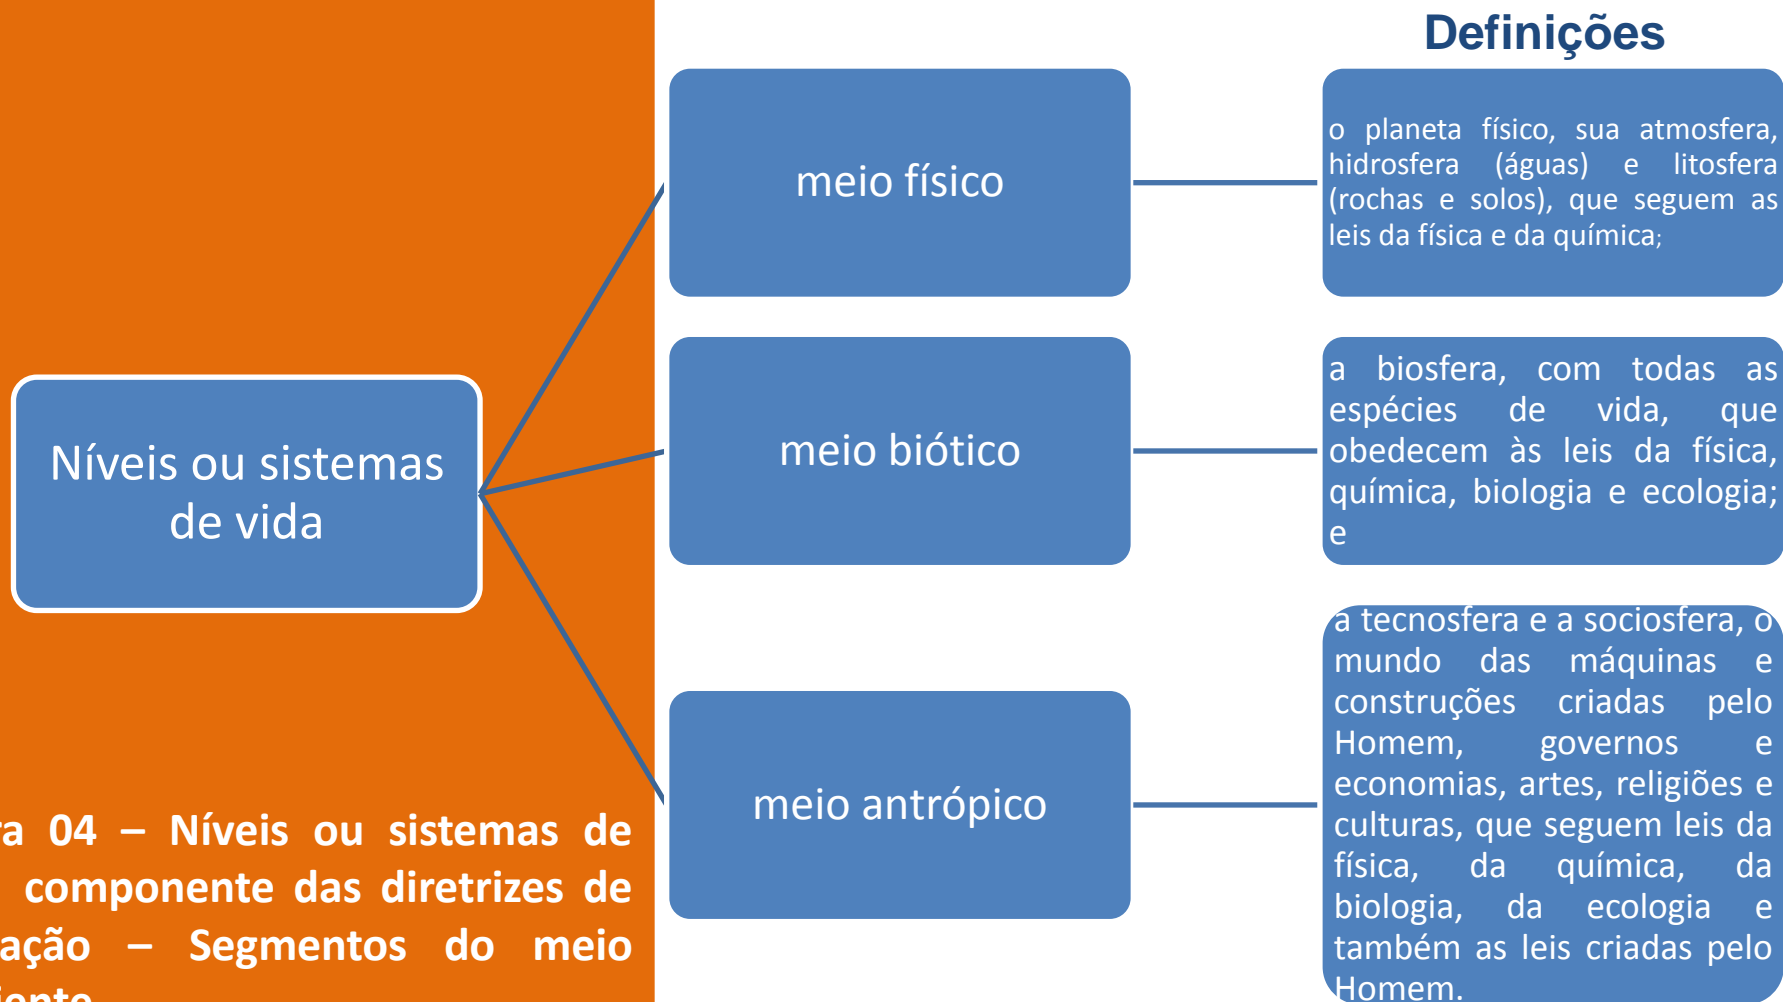 Definições
meio físico
o planeta físico, sua atmosfera,
hidrosfera (águas) e litosfera
(rochas e solos), que seguem as
leis da física e da química;
Níveis ou sistemas
de vida
meio biótico
a biosfera, com todas as
espécies de vida, que
obedecem às leis da física,
química, biologia e ecologia;
e
meio antrópico
a tecnosfera e a sociosfera, o
mundo das máquinas e
construções criadas pelo
Homem, governos e
economias, artes, religiões e
culturas, que seguem leis da
física, da química, da
biologia, da ecologia e
também as leis criadas pelo
Homem.
04 – Níveis ou sistemas de
componente das diretrizes de
– Segmentos do meio